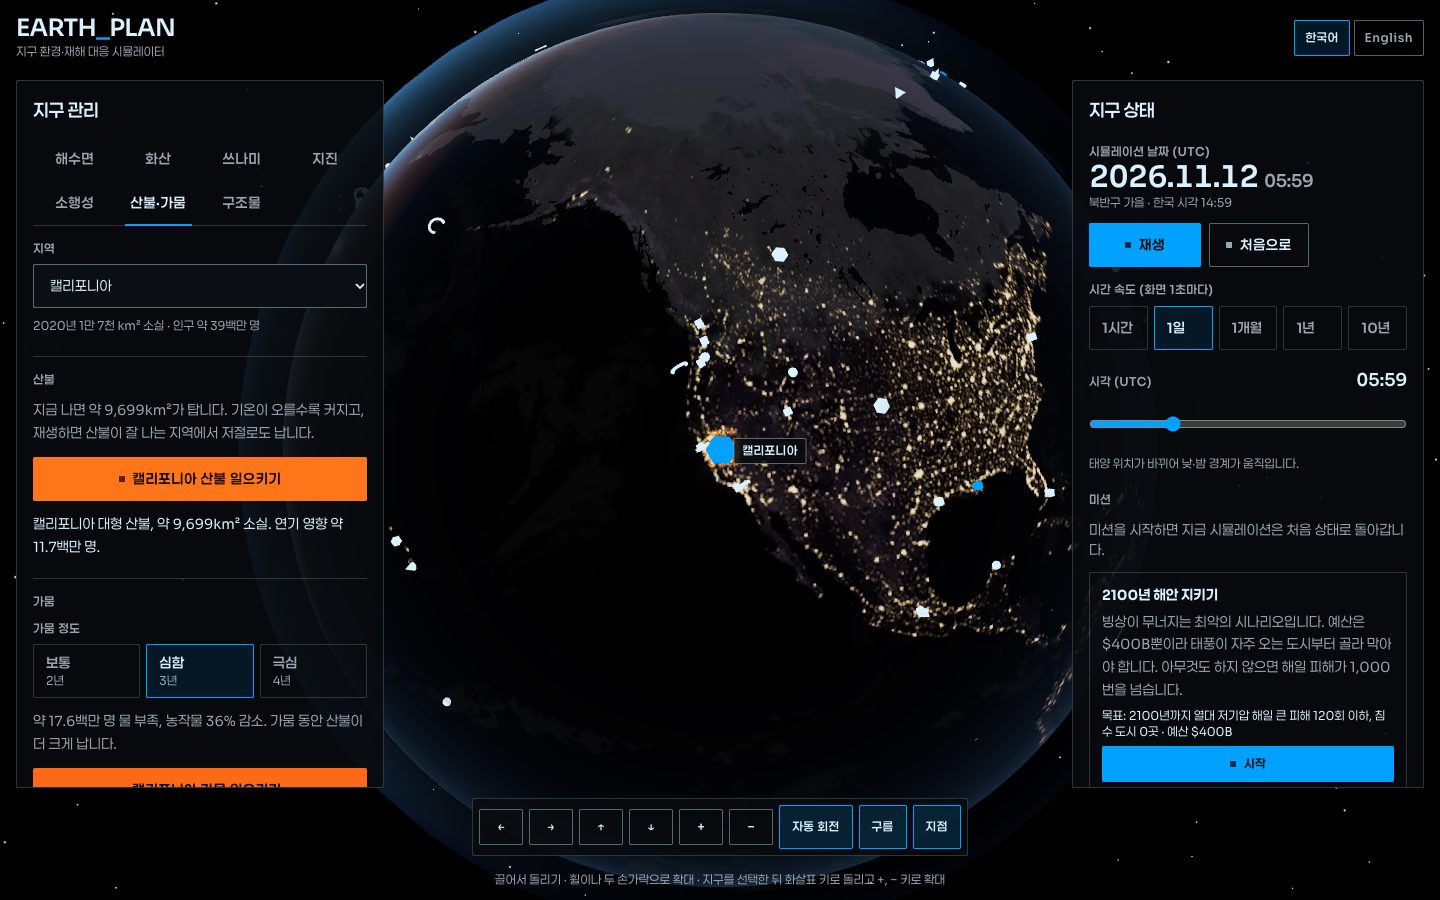 EARTH_PLAN
지구 환경·재해 대응 시뮬레이터
한국어
English
지구 관리
해수면
화산
쓰나미
지진
소행성
산불·가뭄
구조물
지역
캘리포니아
2020년 1만 7천 km² 소실 · 인구 약 39백만 명
산불
지금 나면 약 9,699km²가 탑니다. 기온이 오를수록 커지고,
재생하면 산불이 잘 나는 지역에서 저절로도 납니다.
캘리포니아 산불 일으키기
캘리포니아 대형 산불, 약 9,699km² 소실. 연기 영향 약
11.7백만 명.
가뭄
가뭄 정도
보통
2년
심함
3년
극심
4년
약 17.6백만 명 물 부족, 농작물 36% 감소. 가뭄 동안 산불이
더 크게 납니다.
캘리포니아
지구 상태
시뮬레이션 날짜 (UTC)
2026.11.12 05:59
북반구 가을 · 한국 시각 14:59
재생
처음으로
시간 속도 (화면 1초마다)
1시간
1일
1개월
1년
10년
시각 (UTC)
05:59
태양 위치가 바뀌어 낮·밤 경계가 움직입니다.
미션
미션을 시작하면 지금 시뮬레이션은 처음 상태로 돌아갑니
다.
2100년 해안 지키기
빙상이 무너지는 최악의 시나리오입니다. 예산은
$400B뿐이라 태풍이 자주 오는 도시부터 골라 막아
야 합니다. 아무것도 하지 않으면 해일 피해가 1,000
번을 넘습니다.
목표: 2100년까지 열대 저기압 해일 큰 피해 120회 이하, 침
수 도시 0곳 · 예산 $400B
시작
← → ↑ ↓ + −
자동 회전
구름
지점
끌어서 돌리기 · 휠이나 두 손가락으로 확대 · 지구를 선택한 뒤 화살표 키로 돌리고 +, − 키로 확대